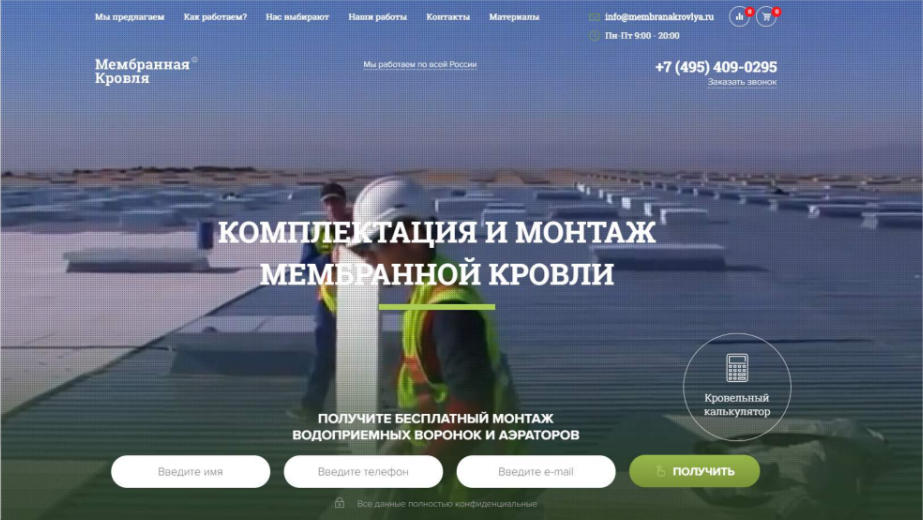 Мы предлагаем Как работаем? Нас выбирают Наши работы Контакты Материалы info@membranakrovlya.ru 0 0
Пн-Пт 9:00 - 20:00
Мембранная
Кровля
Мы работаем по всей России
+7 (495) 409-0295
Заказать звонок
КОМПЛЕКТАЦИЯ И МОНТАЖ
МЕМБРАННОЙ КРОВЛИ
Кровельный
калькулятор
ПОЛУЧИТЕ БЕСПЛАТНЫЙ МОНТАЖ
ВОДОПРИЕМНЫХ ВОРОНОК И АЭРАТОРОВ
Введите имя Введите телефон Введите e-mail ПОЛУЧИТЬ
Все данные полностью конфиденциальные